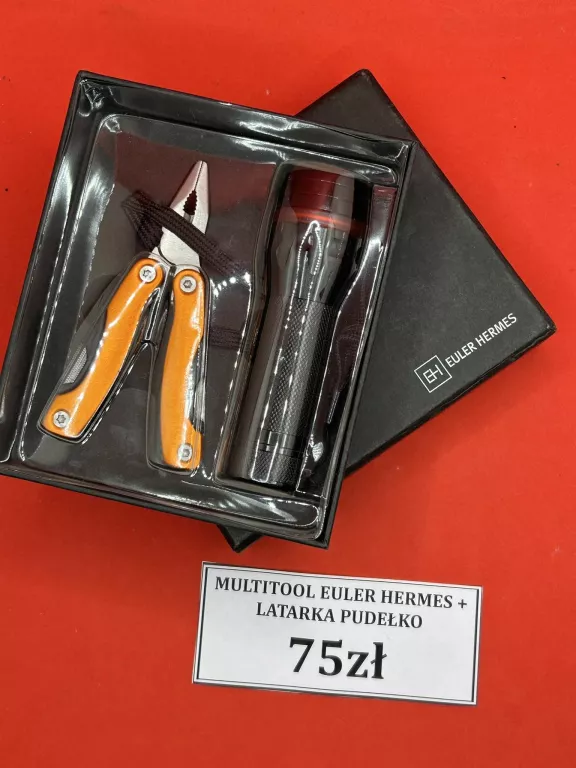 EH EULER HERMES
MULTITOOL EULER HERMES +
LATARKA PUDEŁKO
75zł